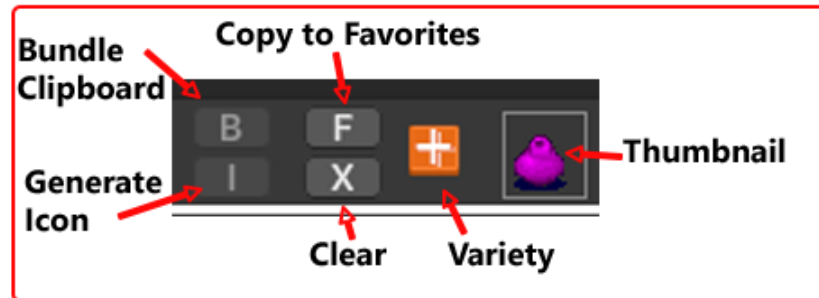 Copy to Favorites
Bundle
Clipboard
B
F
I
X
Thumbnail
Generate
Icon
Clear
Variety